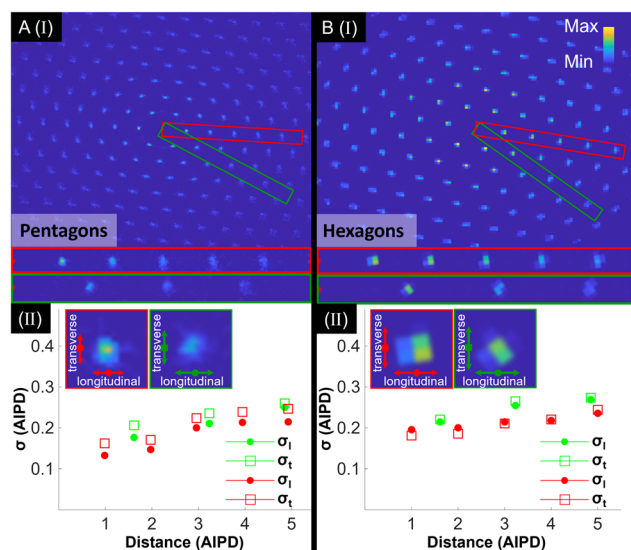 A (I)
B (I)
Max
Min
Pentagons
Hexagons
(II)
transverse
longitudinal
transverse
longitudinal
(II)
transverse
longitudinal
transverse
longitudinal
0.4
0.3
0.2
0.1
σ (AIPD)
σl
σt
σl
σt
1 2 3 4 5
Distance (AIPD)
0.4
0.3
0.2
0.1
σ (AIPD)
σl
σt
σl
σt
1 2 3 4 5
Distance (AIPD)